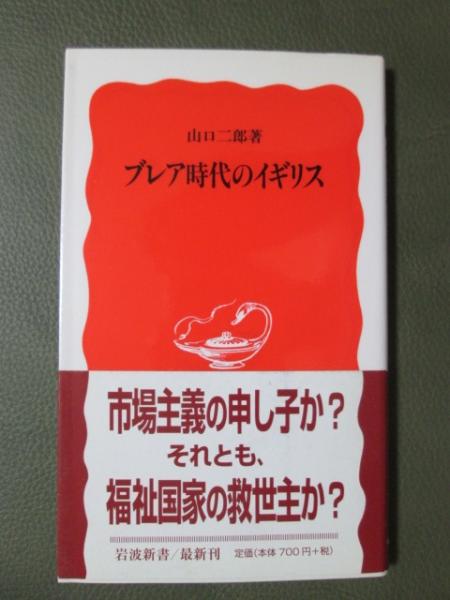 山口二郎著
ブレア時代のイギリス
市場主義の申し子か?
それとも、
福祉国家の救世主か?
岩波新書/最新刊 定価(本体700円+税)